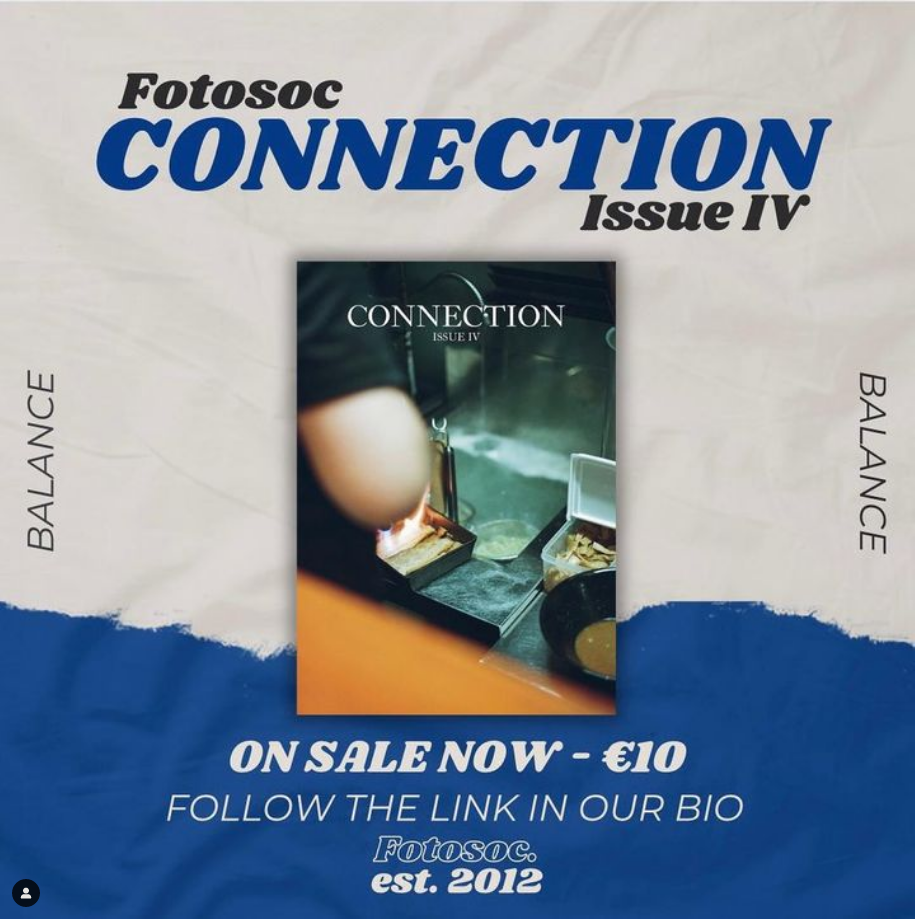 Fotosoc
CONNECTION
Issue IV
CONNECTION
ISSUE IV
BALANCE
BALANCE
ON SALE NOW - €10
FOLLOW THE LINK IN OUR BIO
Fotosoc.
est. 2012